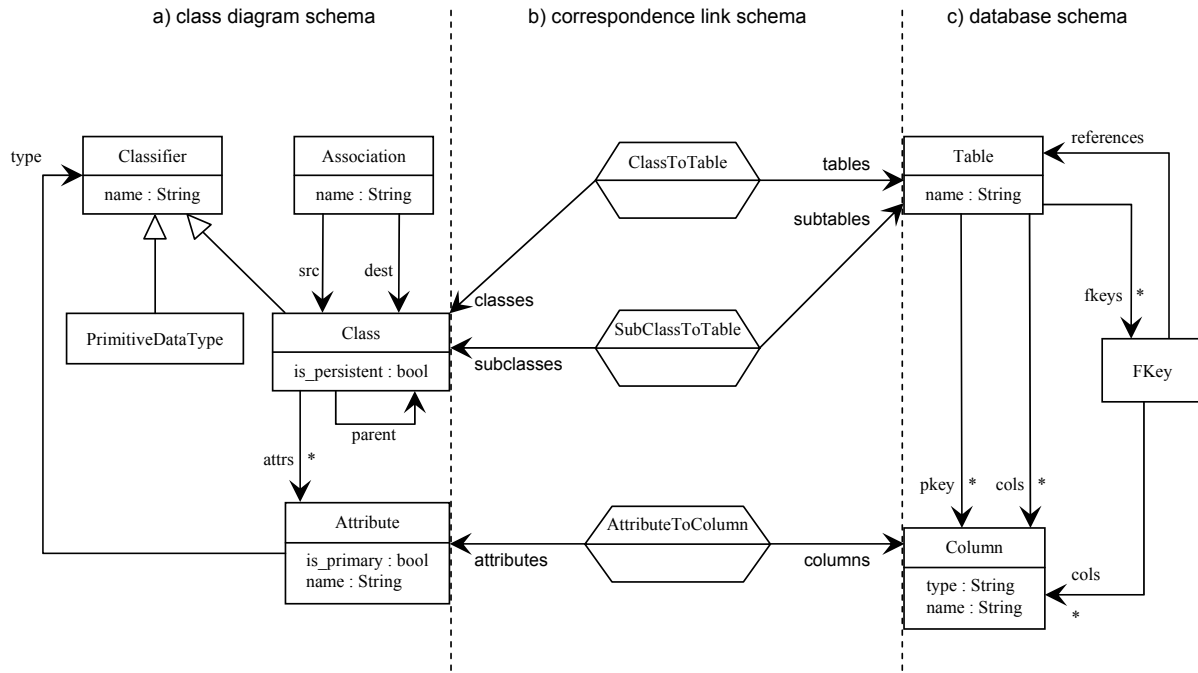 a) class diagram schema
b) correspondence link schema
c) database schema
type
Classifier
name : String
Association
name : String
ClassToTable
tables
Table
name : String
references
subtables
src
dest
classes
fkeys
*
PrimitiveDataType
Class
is_persistent : bool
SubClassToTable
subclasses
FKey
parent
attrs
*
pkey
*
cols
*
Attribute
is_primary : bool
name : String
AttributeToColumn
attributes
columns
Column
type : String
name : String
cols
*